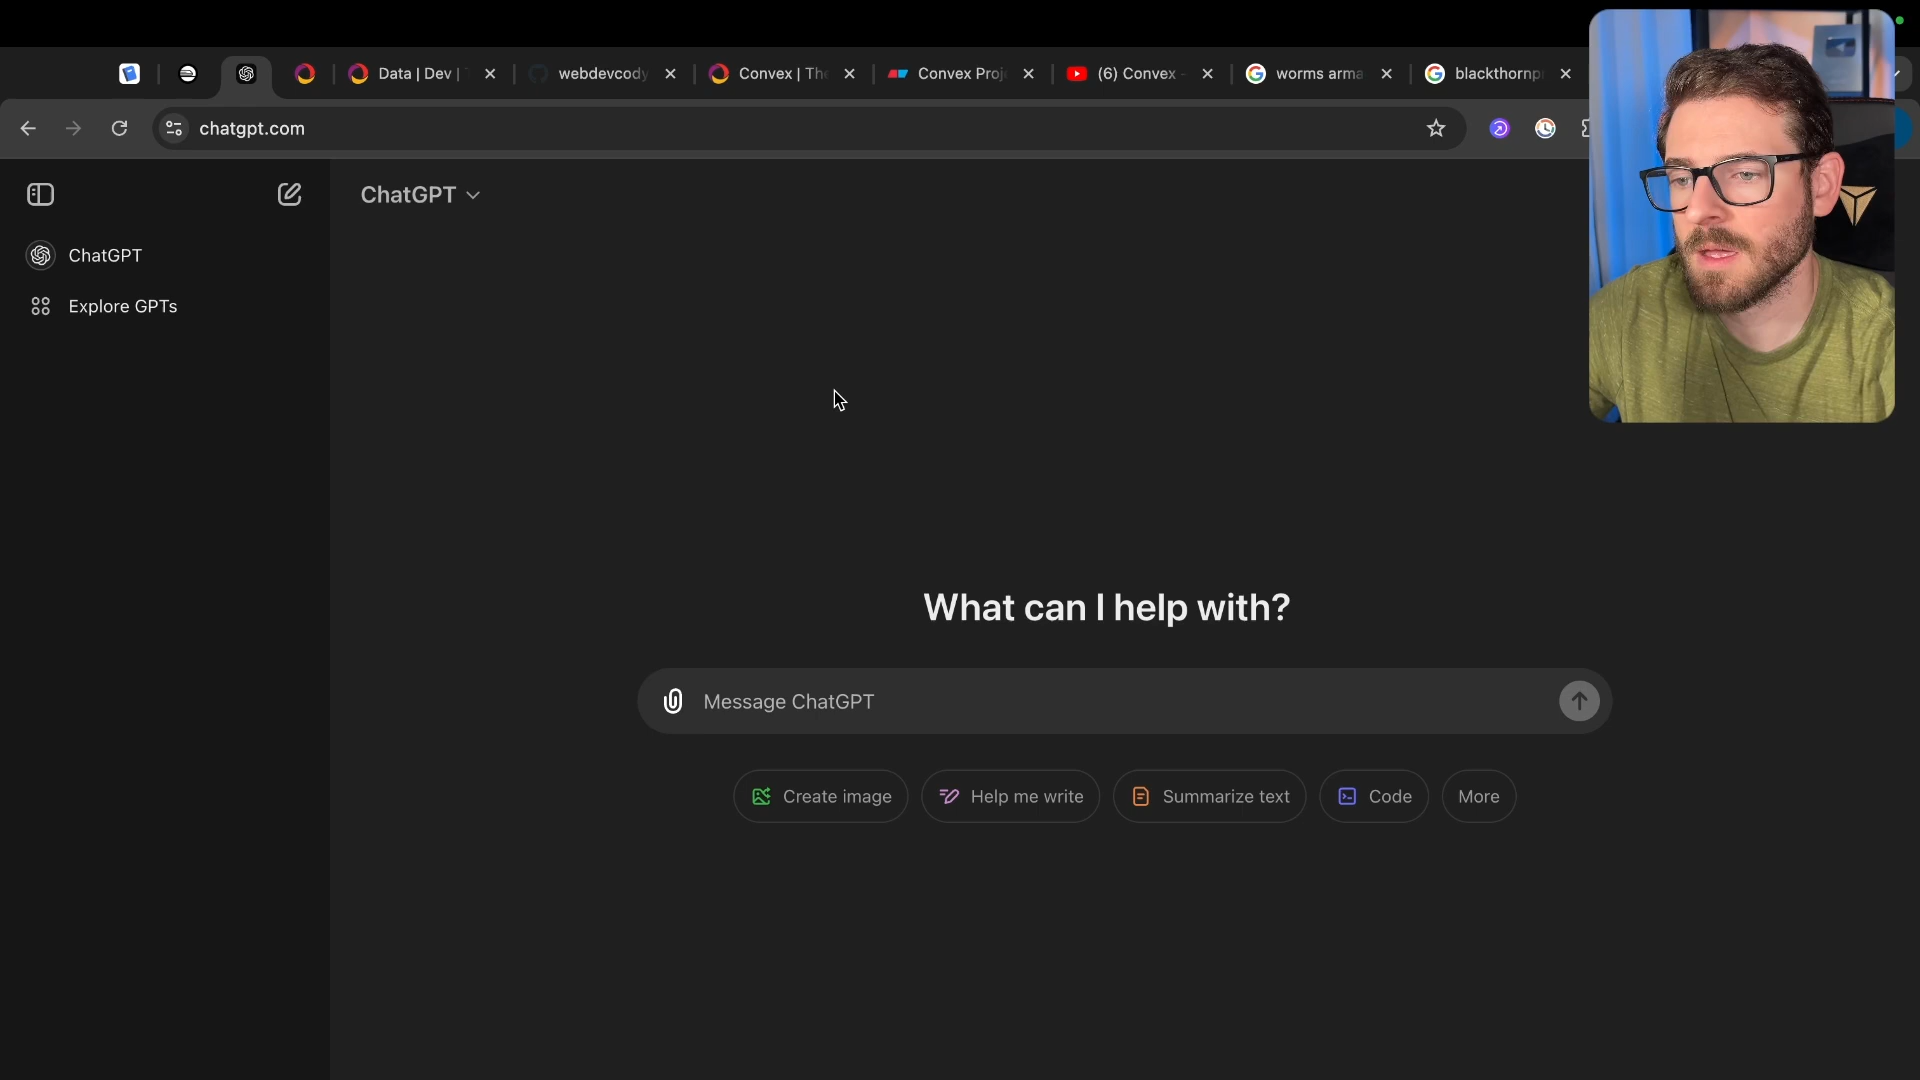 Data | Dev |
webdevcody
Convex | The
Convex Proj
(6) Convex -
worms arma
blackthornp
chatgpt.com
ChatGPT
ChatGPT
Explore GPTs
What can I help with?
Message ChatGPT
Create image
Help me write
Summarize text
Code
More